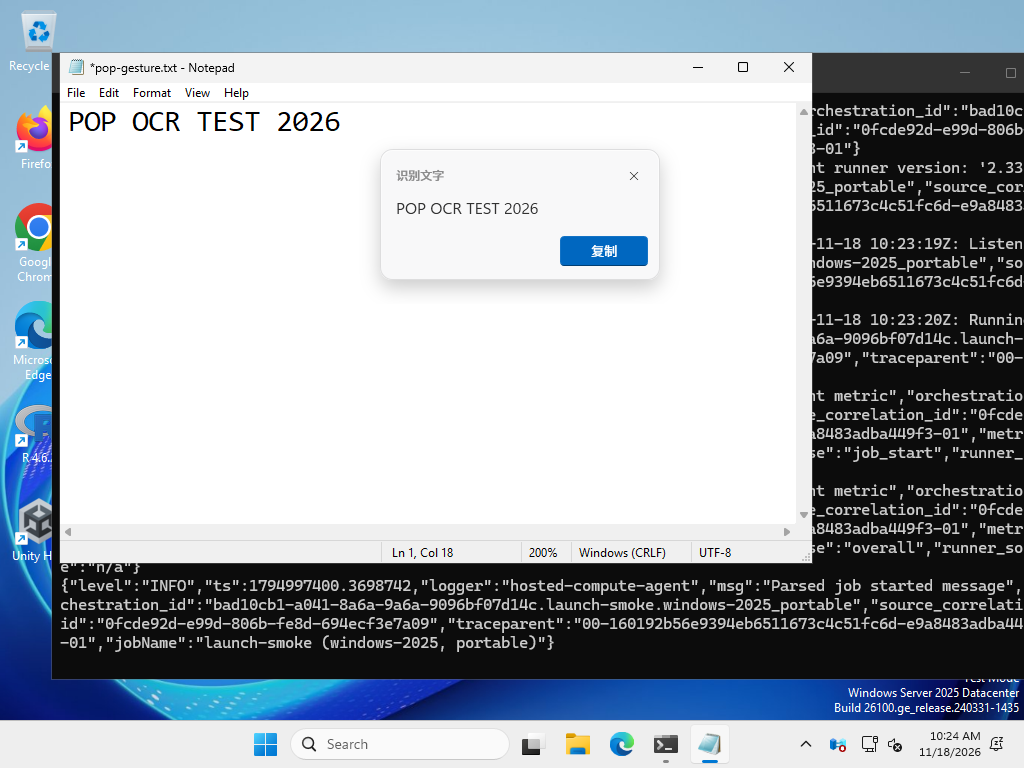 Recycle
Firefo
Googl
Chrom
Micros
Edge
R 4.6.
Unity H
*pop-gesture.txt - Notepad
File Edit Format View Help
POP OCR TEST 2026
识别文字
POP OCR TEST 2026
复制
Ln 1, Col 18 200% Windows (CRLF) UTF-8
rchestration_id":"bad10c
_id":"0fcde92d-e99d-806b
3-01"}
nt runner version: '2.33
25_portable","source_cor
6511673c4c51fc6d-e9a8483
-11-18 10:23:19Z: Listen
ndows-2025_portable","so
6e9394eb6511673c4c51fc6d
-11-18 10:23:20Z: Runnin
a6a-9096bf07d14c.launch-
7a09","traceparent":"00-
nt metric","orchestratio
e_correlation_id":"0fcde
a8483adba449f3-01","metr
se":"job_start","runner_
nt metric","orchestratio
e_correlation_id":"0fcde
a8483adba449f3-01","metr
se":"overall","runner_so
e":"n/a"}
{"level":"INFO","ts":1794997400.3698742,"logger":"hosted-compute-agent","msg":"Parsed job started message",
chestration_id":"bad10cb1-a041-8a6a-9a6a-9096bf07d14c.launch-smoke.windows-2025_portable","source_correlati
id":"0fcde92d-e99d-806b-fe8d-694ecf3e7a09","traceparent":"00-160192b56e9394eb6511673c4c51fc6d-e9a8483adba44
-01","jobName":"launch-smoke (windows-2025, portable)"}
Test Mode
Windows Server 2025 Datacenter
Build 26100.ge_release.240331-1435
Search
10:24 AM
11/18/2026